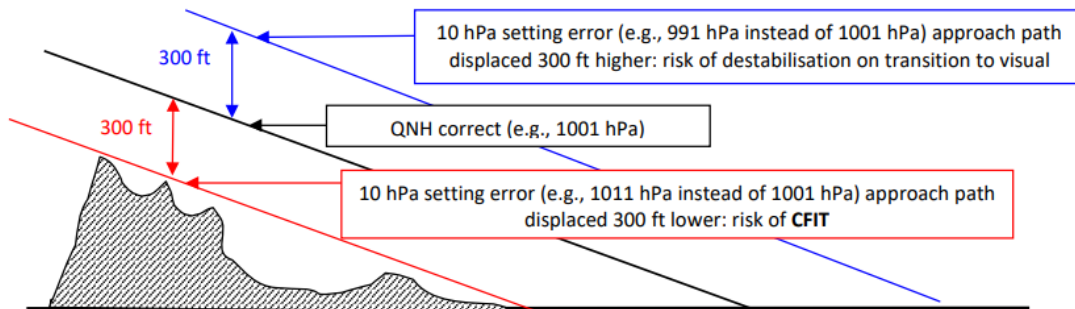 10 hPa setting error (e.g., 991 hPa instead of 1001 hPa) approach path
displaced 300 ft higher: risk of destabilisation on transition to visual
300 ft
QNH correct (e.g., 1001 hPa)
300 ft
10 hPa setting error (e.g., 1011 hPa instead of 1001 hPa) approach path
displaced 300 ft lower: risk of CFIT